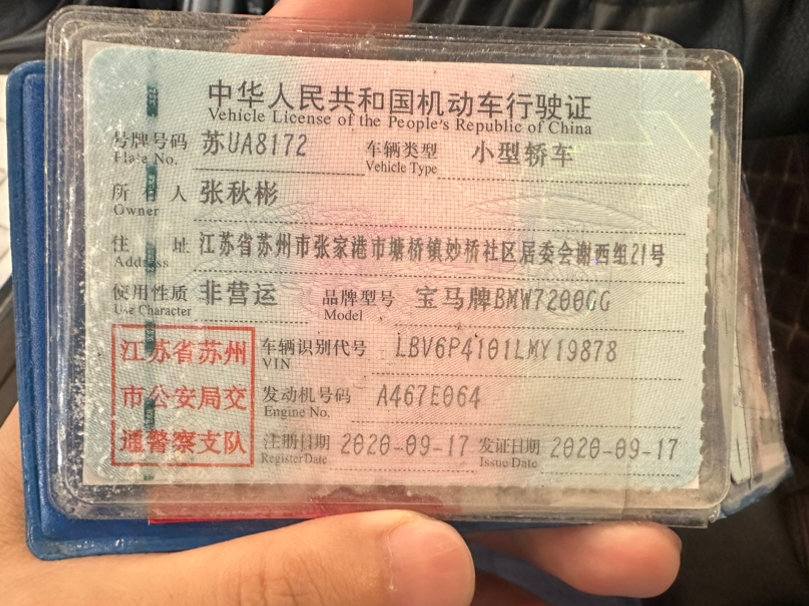 中华人民共和国机动车行驶证
Vehicle License of the People's Republic of China
号牌号码 苏UA8172 车辆类型 小型轿车
Plate No. Vehicle Type
所有人 张秋彬
Owner
住址 江苏省苏州市张家港市塘桥镇妙桥社区居委会谢西组21号
Address
使用性质 非营运 品牌型号 宝马牌BMW7200GG
Use Character Model
江苏省苏州 车辆识别代号 LBV6P4101LMY19878
VIN
市公安局交 发动机号码 A467E064
Engine No.
通警察支队 注册日期 2020-09-17 发证日期 2020-09-17
Register Date Issue Date